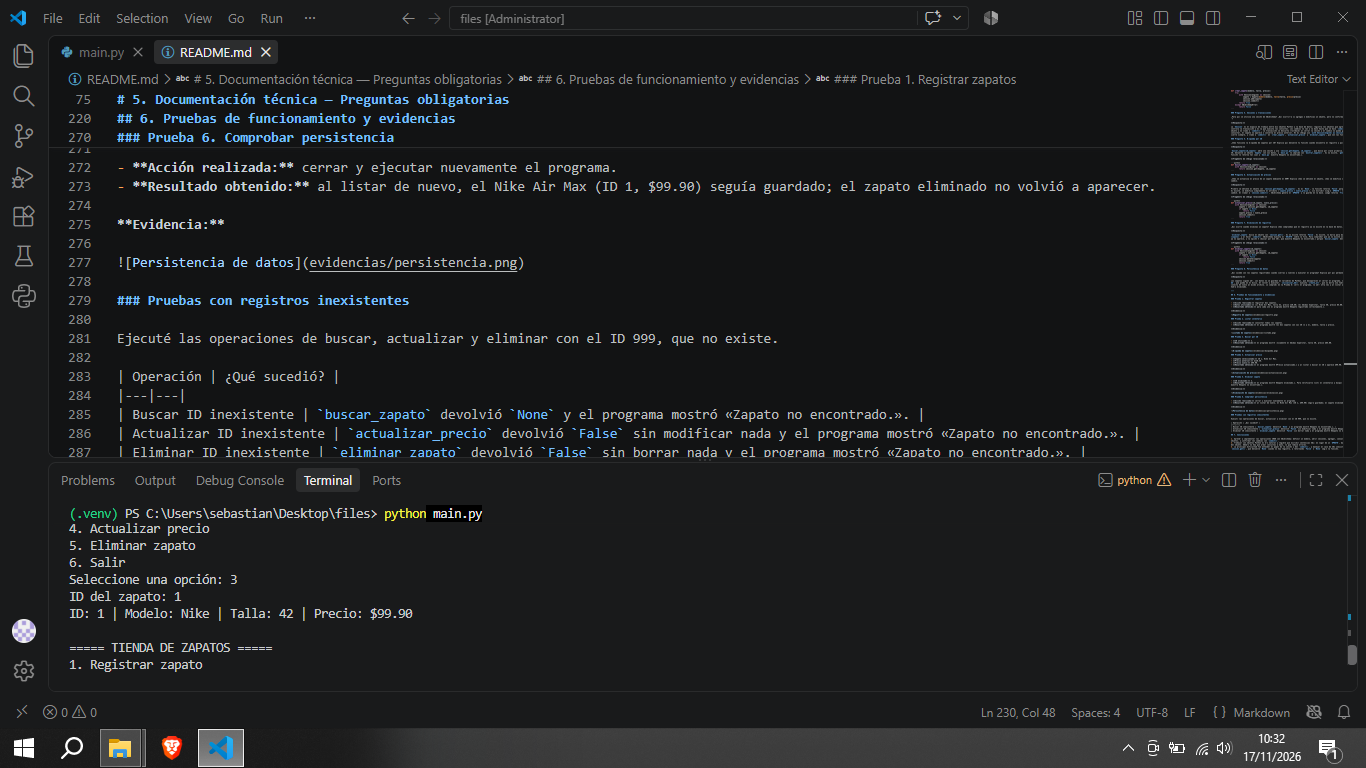 File Edit Selection View Go Run ··· files [Administrator]
main.py README.md
README.md > # 5. Documentación técnica — Preguntas obligatorias > ## 6. Pruebas de funcionamiento y evidencias > ### Prueba 1. Registrar zapatos Text Editor
75 # 5. Documentación técnica — Preguntas obligatorias
220 ## 6. Pruebas de funcionamiento y evidencias
270 ### Prueba 6. Comprobar persistencia
271
272 - **Acción realizada:** cerrar y ejecutar nuevamente el programa.
273 - **Resultado obtenido:** al listar de nuevo, el Nike Air Max (ID 1, $99.90) seguía guardado; el zapato eliminado no volvió a aparecer.
274
275 **Evidencia:**
276
277 ![Persistencia de datos](evidencias/persistencia.png)
278
279 ### Pruebas con registros inexistentes
280
281 Ejecuté las operaciones de buscar, actualizar y eliminar con el ID 999, que no existe.
282
283 | Operación | ¿Qué sucedió? |
284 |---|---|
285 | Buscar ID inexistente | `buscar_zapato` devolvió `None` y el programa mostró «Zapato no encontrado.». |
286 | Actualizar ID inexistente | `actualizar_precio` devolvió `False` sin modificar nada y el programa mostró «Zapato no encontrado.». |
287 | Eliminar ID inexistente | `eliminar_zapato` devolvió `False` sin borrar nada y el programa mostró «Zapato no encontrado.». |
Problems Output Debug Console Terminal Ports python
(.venv) PS C:\Users\sebastian\Desktop\files> python main.py
4. Actualizar precio
5. Eliminar zapato
6. Salir
Seleccione una opción: 3
ID del zapato: 1
ID: 1 | Modelo: Nike | Talla: 42 | Precio: $99.90
===== TIENDA DE ZAPATOS =====
1. Registrar zapato
0 0 Ln 230, Col 48 Spaces: 4 UTF-8 LF {} Markdown
10:32
17/11/2026
1